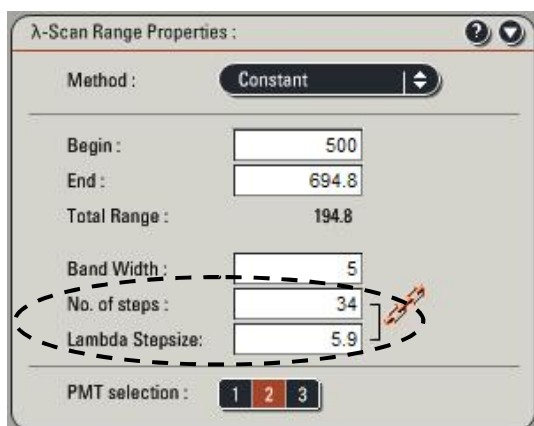 λ-Scan Range Properties :
Method : Constant
Begin : 500
End : 694.8
Total Range : 194.8
Band Width : 5
No. of steps : 34
Lambda Stepsize: 5.9
PMT selection : 1 2 3